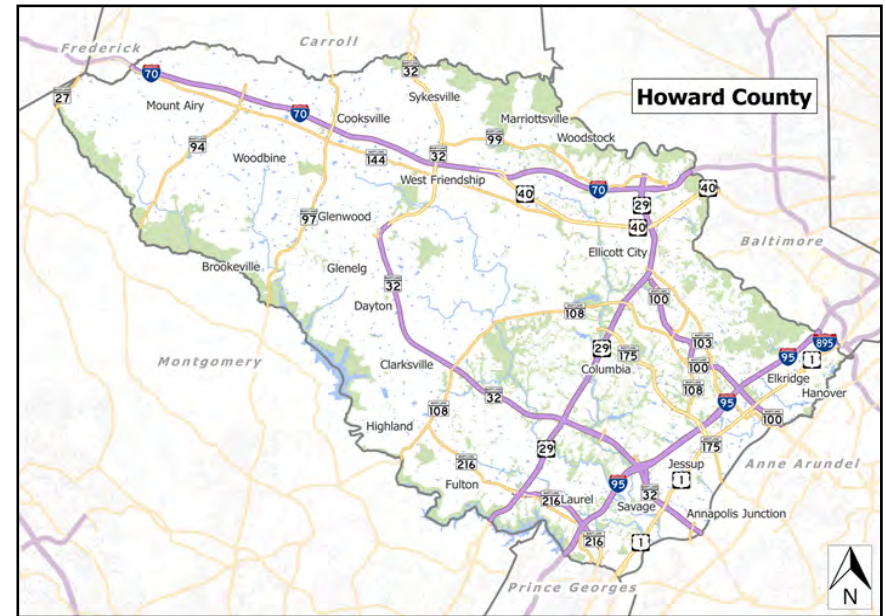 Carroll
Frederick
32
70
27
Mount Airy
Sykesville
Howard County
70
Cooksville
Marriottsville
94
99
Woodstock
Woodbine
144
32
West Friendship
40
70
40
29
97
Glenwood
40
Baltimore
Ellicott City
Brookeville
Glenelg
32
100
Dayton
108
Montgomery
29
175
103
95
895
1
Clarksville
Columbia
100
Elkridge
32
108
Hanover
108
95
100
Highland
29
175
216
Jessup
Anne Arundel
Fulton
95
1
216
Laurel
32
Savage
Annapolis Junction
216
1
Prince Georges
N